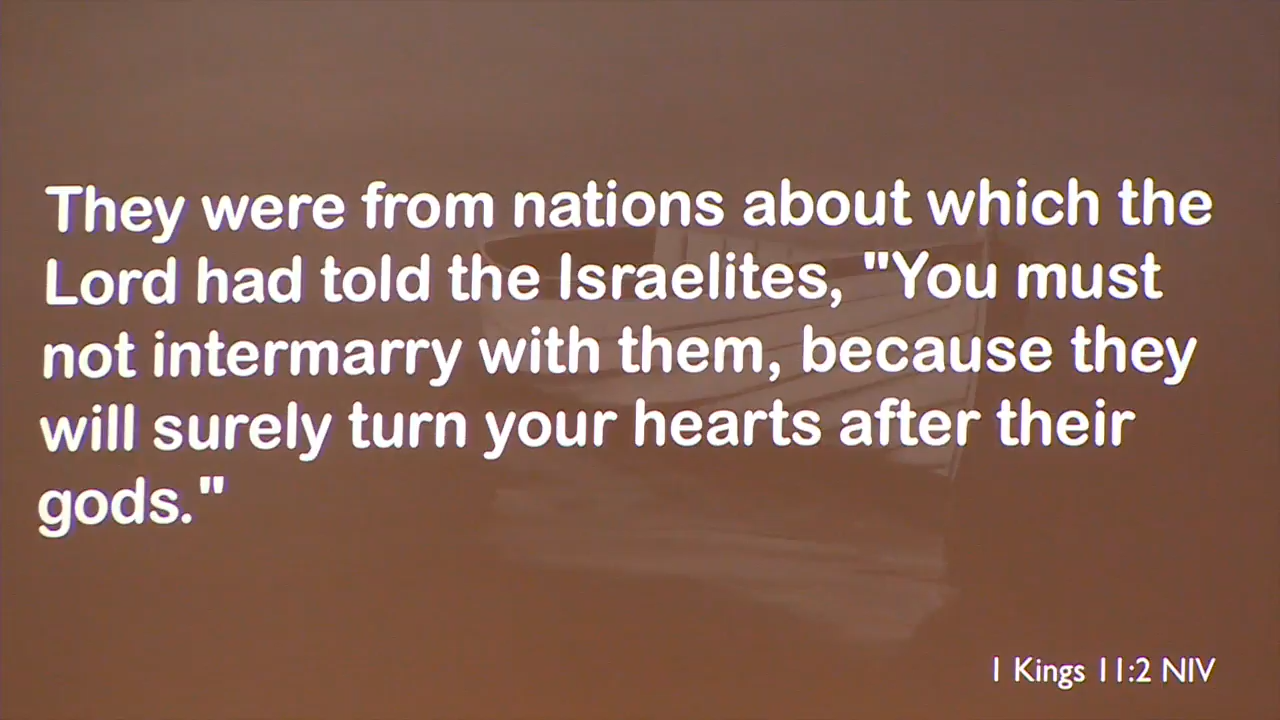 They were from nations about which the
Lord had told the Israelites, "You must
not intermarry with them, because they
will surely turn your hearts after their
gods."
1 Kings 11:2 NIV